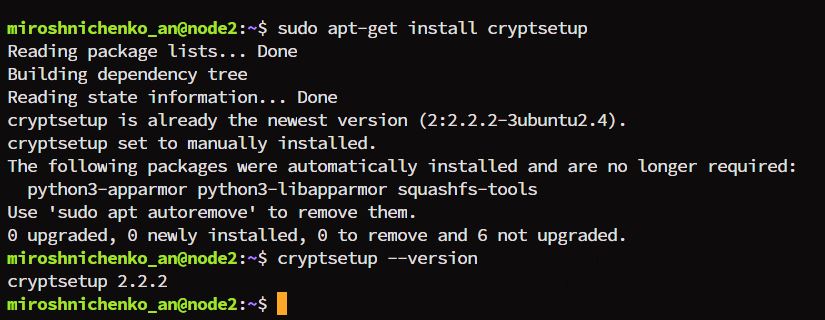 miroshnichenko_an@node2:~$ sudo apt-get install cryptsetup
Reading package lists... Done
Building dependency tree
Reading state information... Done
cryptsetup is already the newest version (2:2.2.2-3ubuntu2.4).
cryptsetup set to manually installed.
The following packages were automatically installed and are no longer required:
  python3-apparmor python3-libapparmor squashfs-tools
Use 'sudo apt autoremove' to remove them.
0 upgraded, 0 newly installed, 0 to remove and 6 not upgraded.
miroshnichenko_an@node2:~$ cryptsetup --version
cryptsetup 2.2.2
miroshnichenko_an@node2:~$